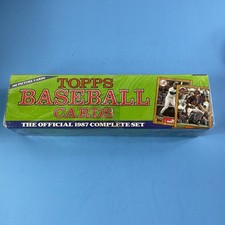 TOPPS
BASEBALL
CARDS
THE OFFICIAL 1987 COMPLETE SET